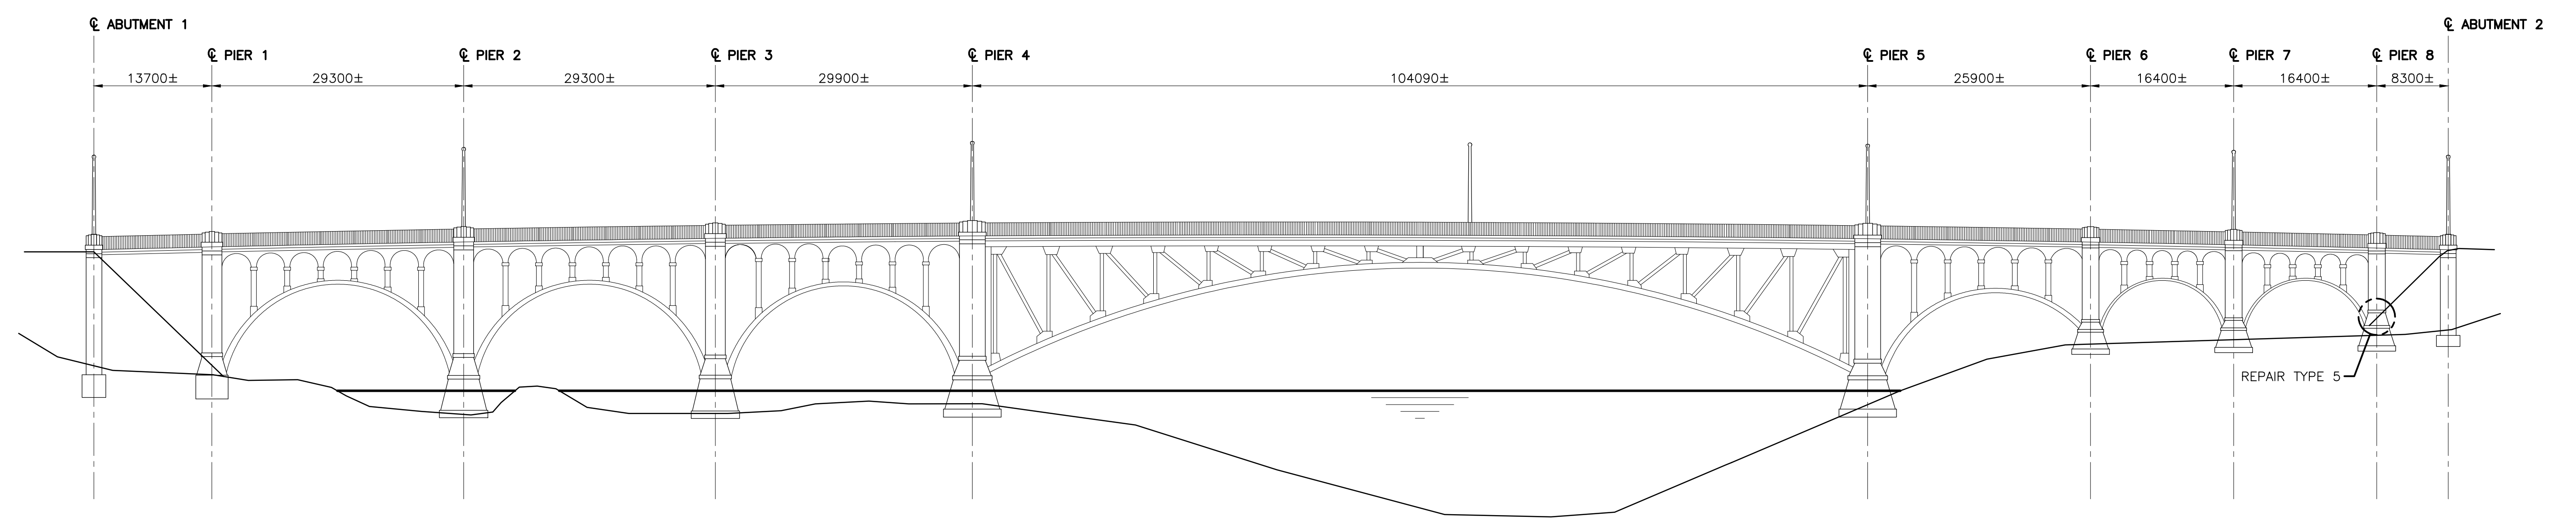 ℄ ABUTMENT 1
℄ ABUTMENT 2
℄ PIER 1
℄ PIER 2
℄ PIER 3
℄ PIER 4
℄ PIER 5
℄ PIER 6
℄ PIER 7
℄ PIER 8
13700±
29300±
29300±
29900±
104090±
25900±
16400±
16400±
8300±
REPAIR TYPE 5